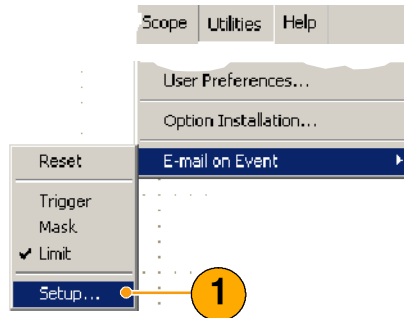 Scope Utilities Help
User Preferences...
Option Installation...
E-mail on Event
Reset
Trigger
Mask
Limit
Setup...
1